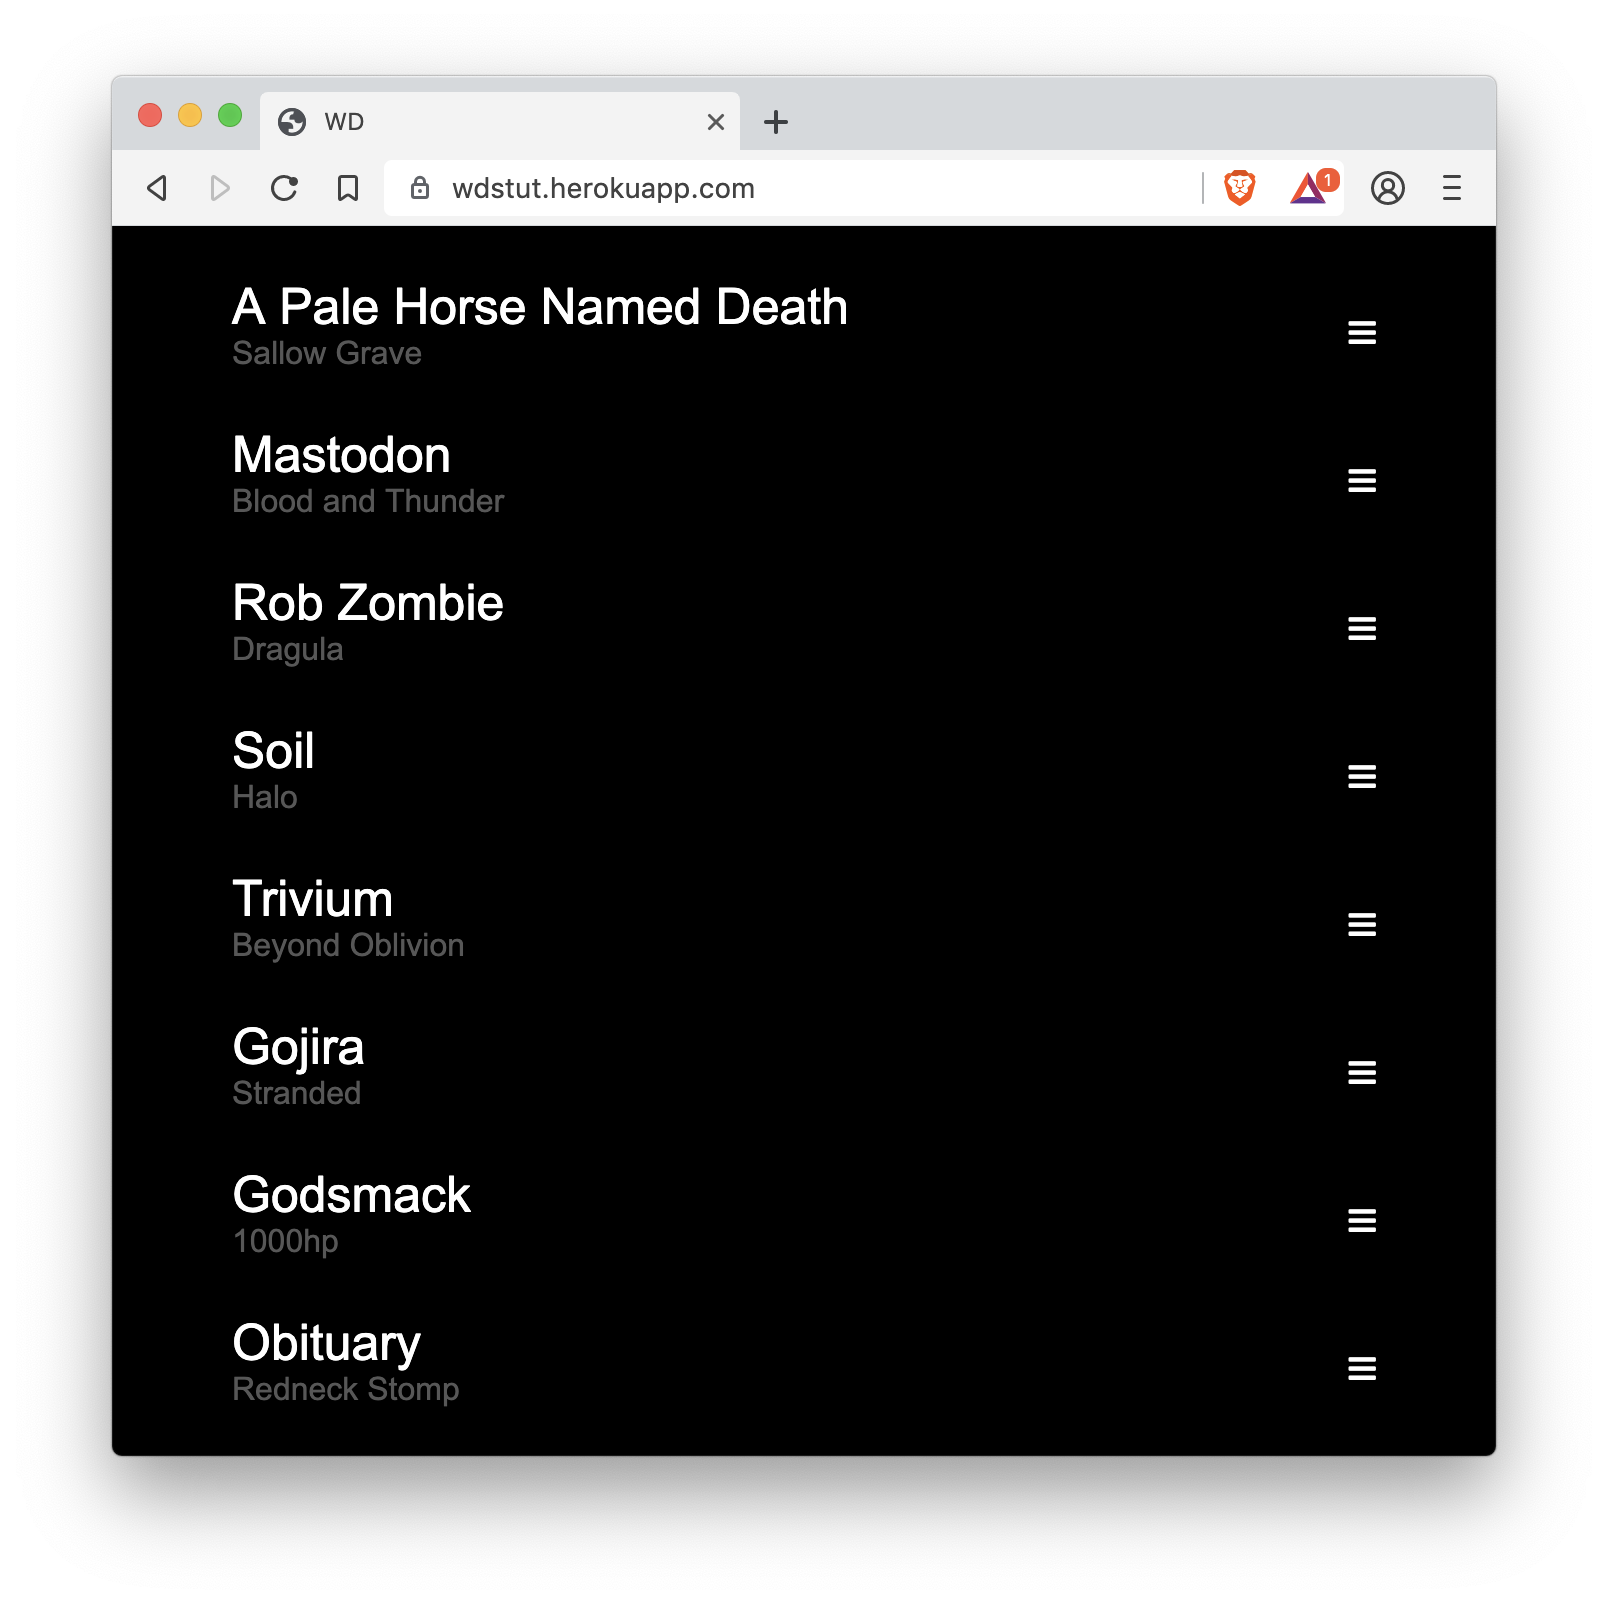 WD
wdstut.herokuapp.com
1
A Pale Horse Named Death
Sallow Grave
Mastodon
Blood and Thunder
Rob Zombie
Dragula
Soil
Halo
Trivium
Beyond Oblivion
Gojira
Stranded
Godsmack
1000hp
Obituary
Redneck Stomp